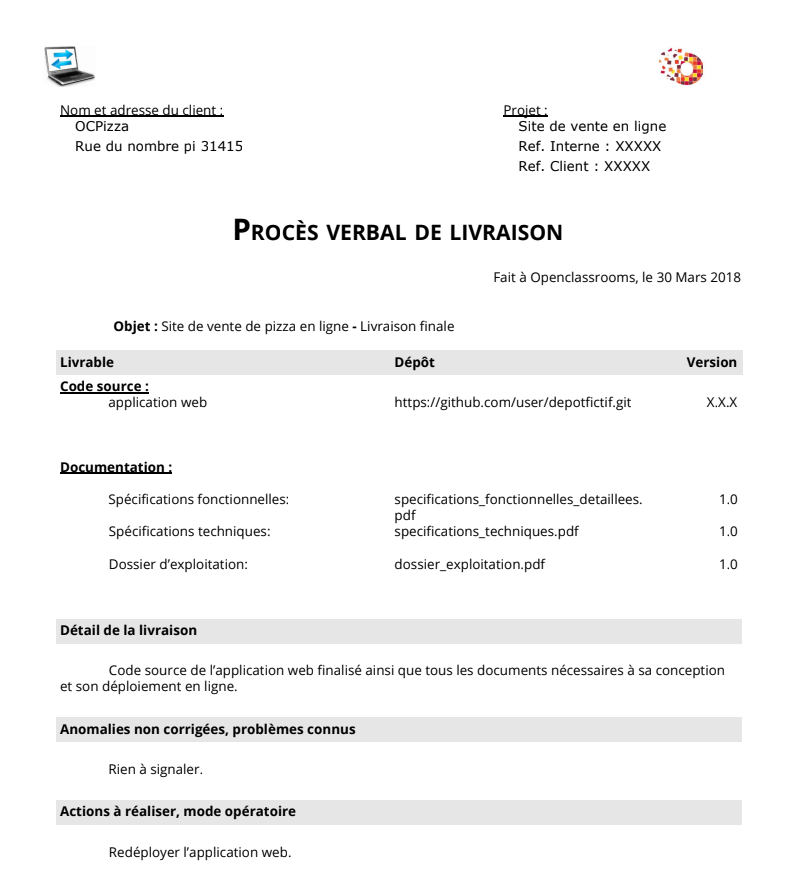 Nom et adresse du client :
OCPizza
Rue du nombre pi 31415
Projet :
Site de vente en ligne
Ref. Interne : XXXXX
Ref. Client : XXXXX
PROCÈS VERBAL DE LIVRAISON
Fait à Openclassrooms, le 30 Mars 2018
Objet : Site de vente de pizza en ligne - Livraison finale
Livrable Dépôt Version
Code source :
application web https://github.com/user/depotfictif.git X.X.X
Documentation :
Spécifications fonctionnelles: specifications_fonctionnelles_detaillees. 1.0
pdf
Spécifications techniques: specifications_techniques.pdf 1.0
Dossier d’exploitation: dossier_exploitation.pdf 1.0
Détail de la livraison
Code source de l’application web finalisé ainsi que tous les documents nécessaires à sa conception
et son déploiement en ligne.
Anomalies non corrigées, problèmes connus
Rien à signaler.
Actions à réaliser, mode opératoire
Redéployer l’application web.